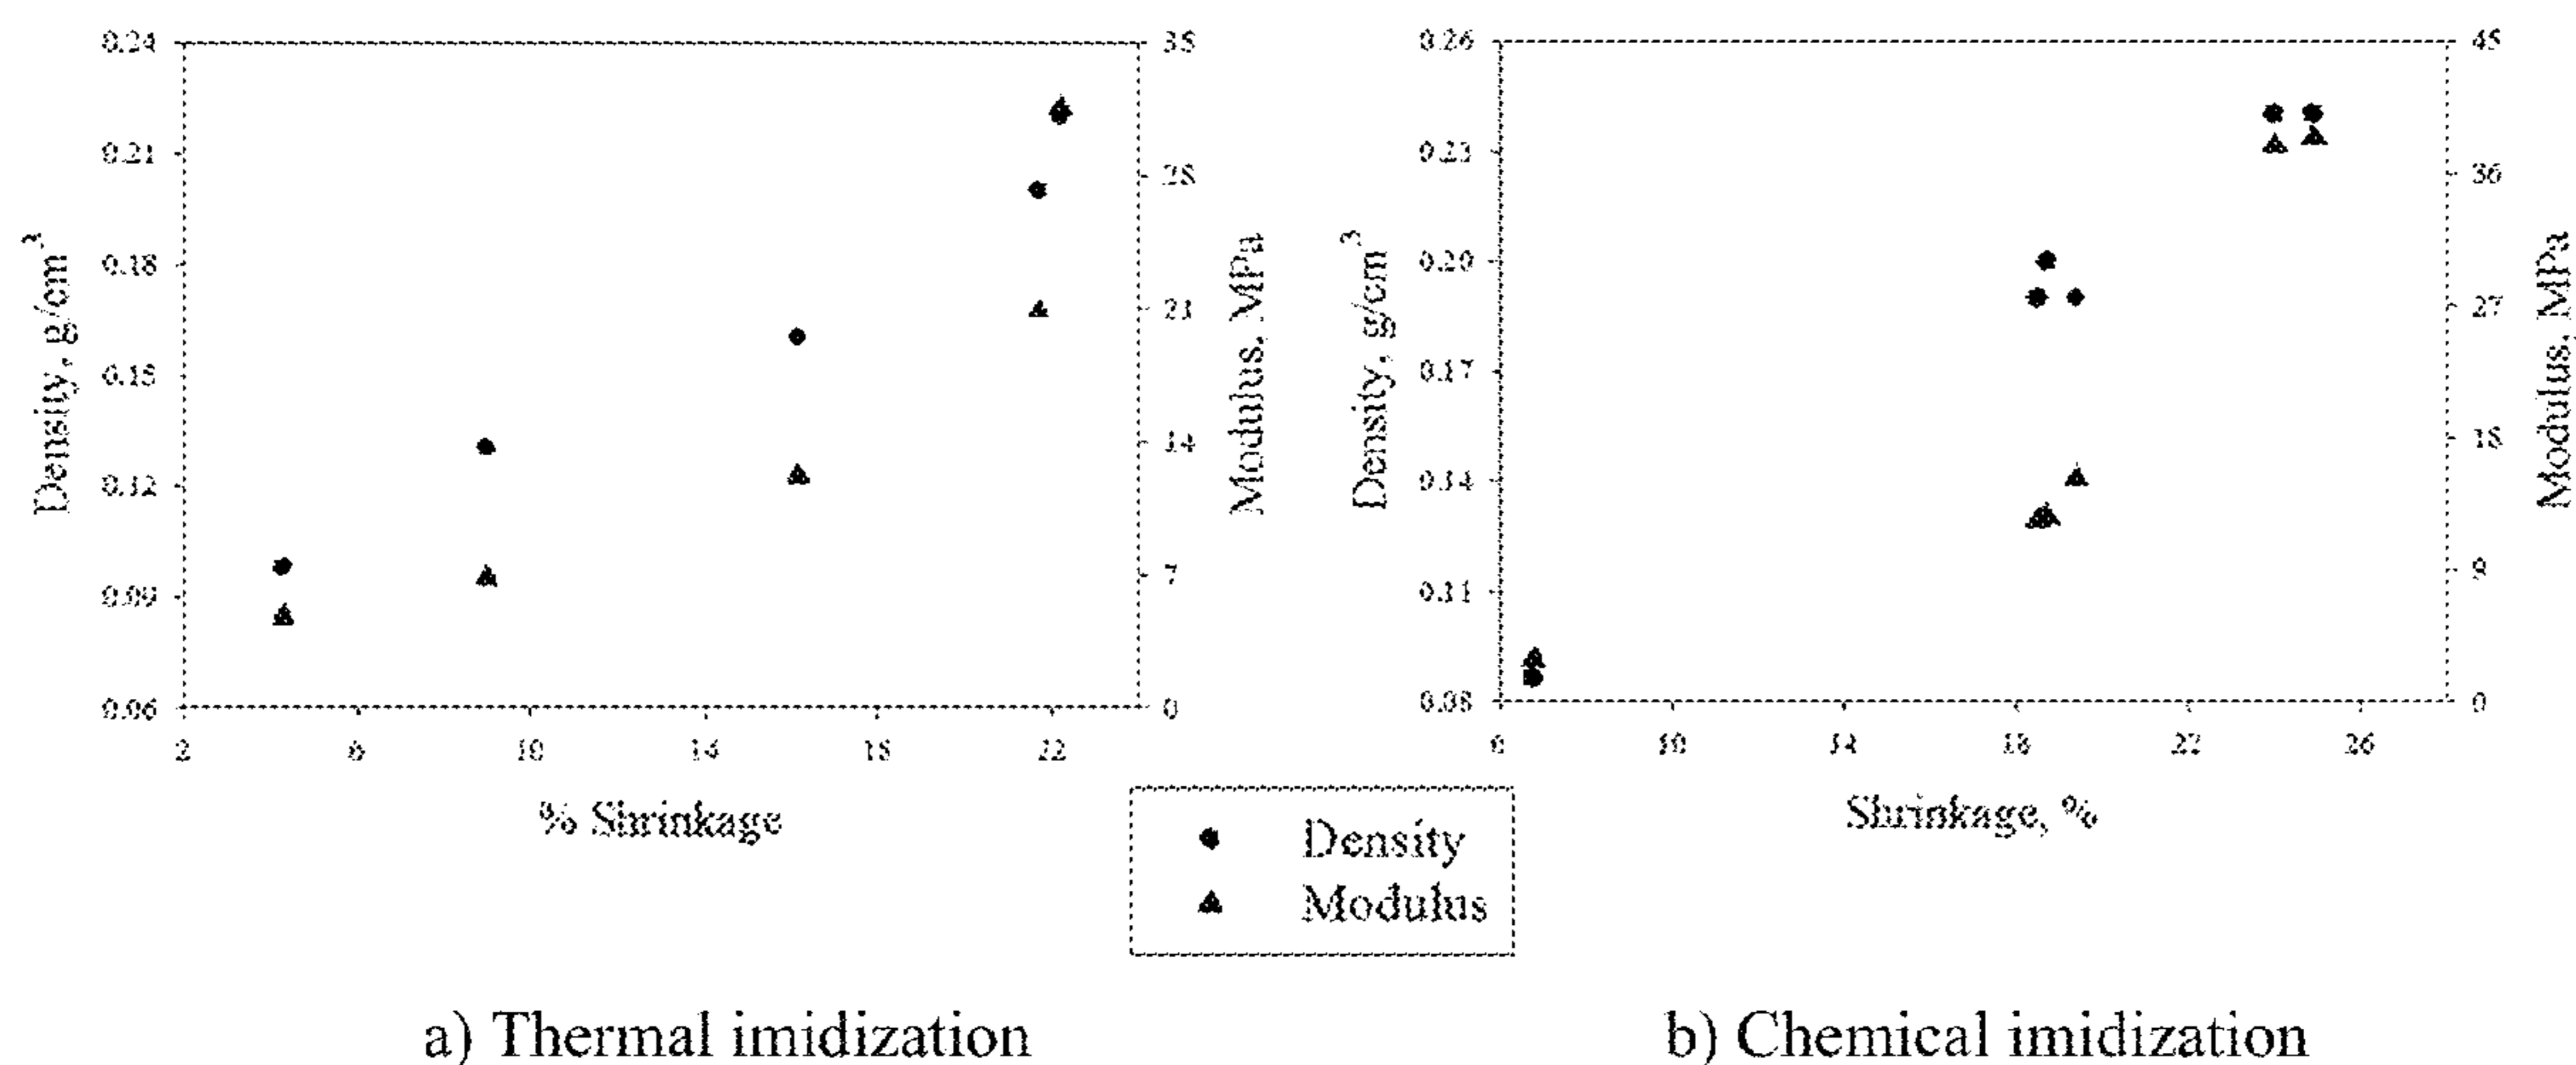 0.24
0.21
0.18
0.15
0.12
0.09
0.06
Density, g/cm³
2 6 10 14 18 22
% Shrinkage
35
28
21
14
7
0
Modulus, MPa
0.26
0.23
0.20
0.17
0.14
0.11
0.08
Density, g/cm³
6 10 14 18 22 26
Shrinkage, %
45
36
27
18
9
0
Modulus, MPa
Density
Modulus
a) Thermal imidization
b) Chemical imidization